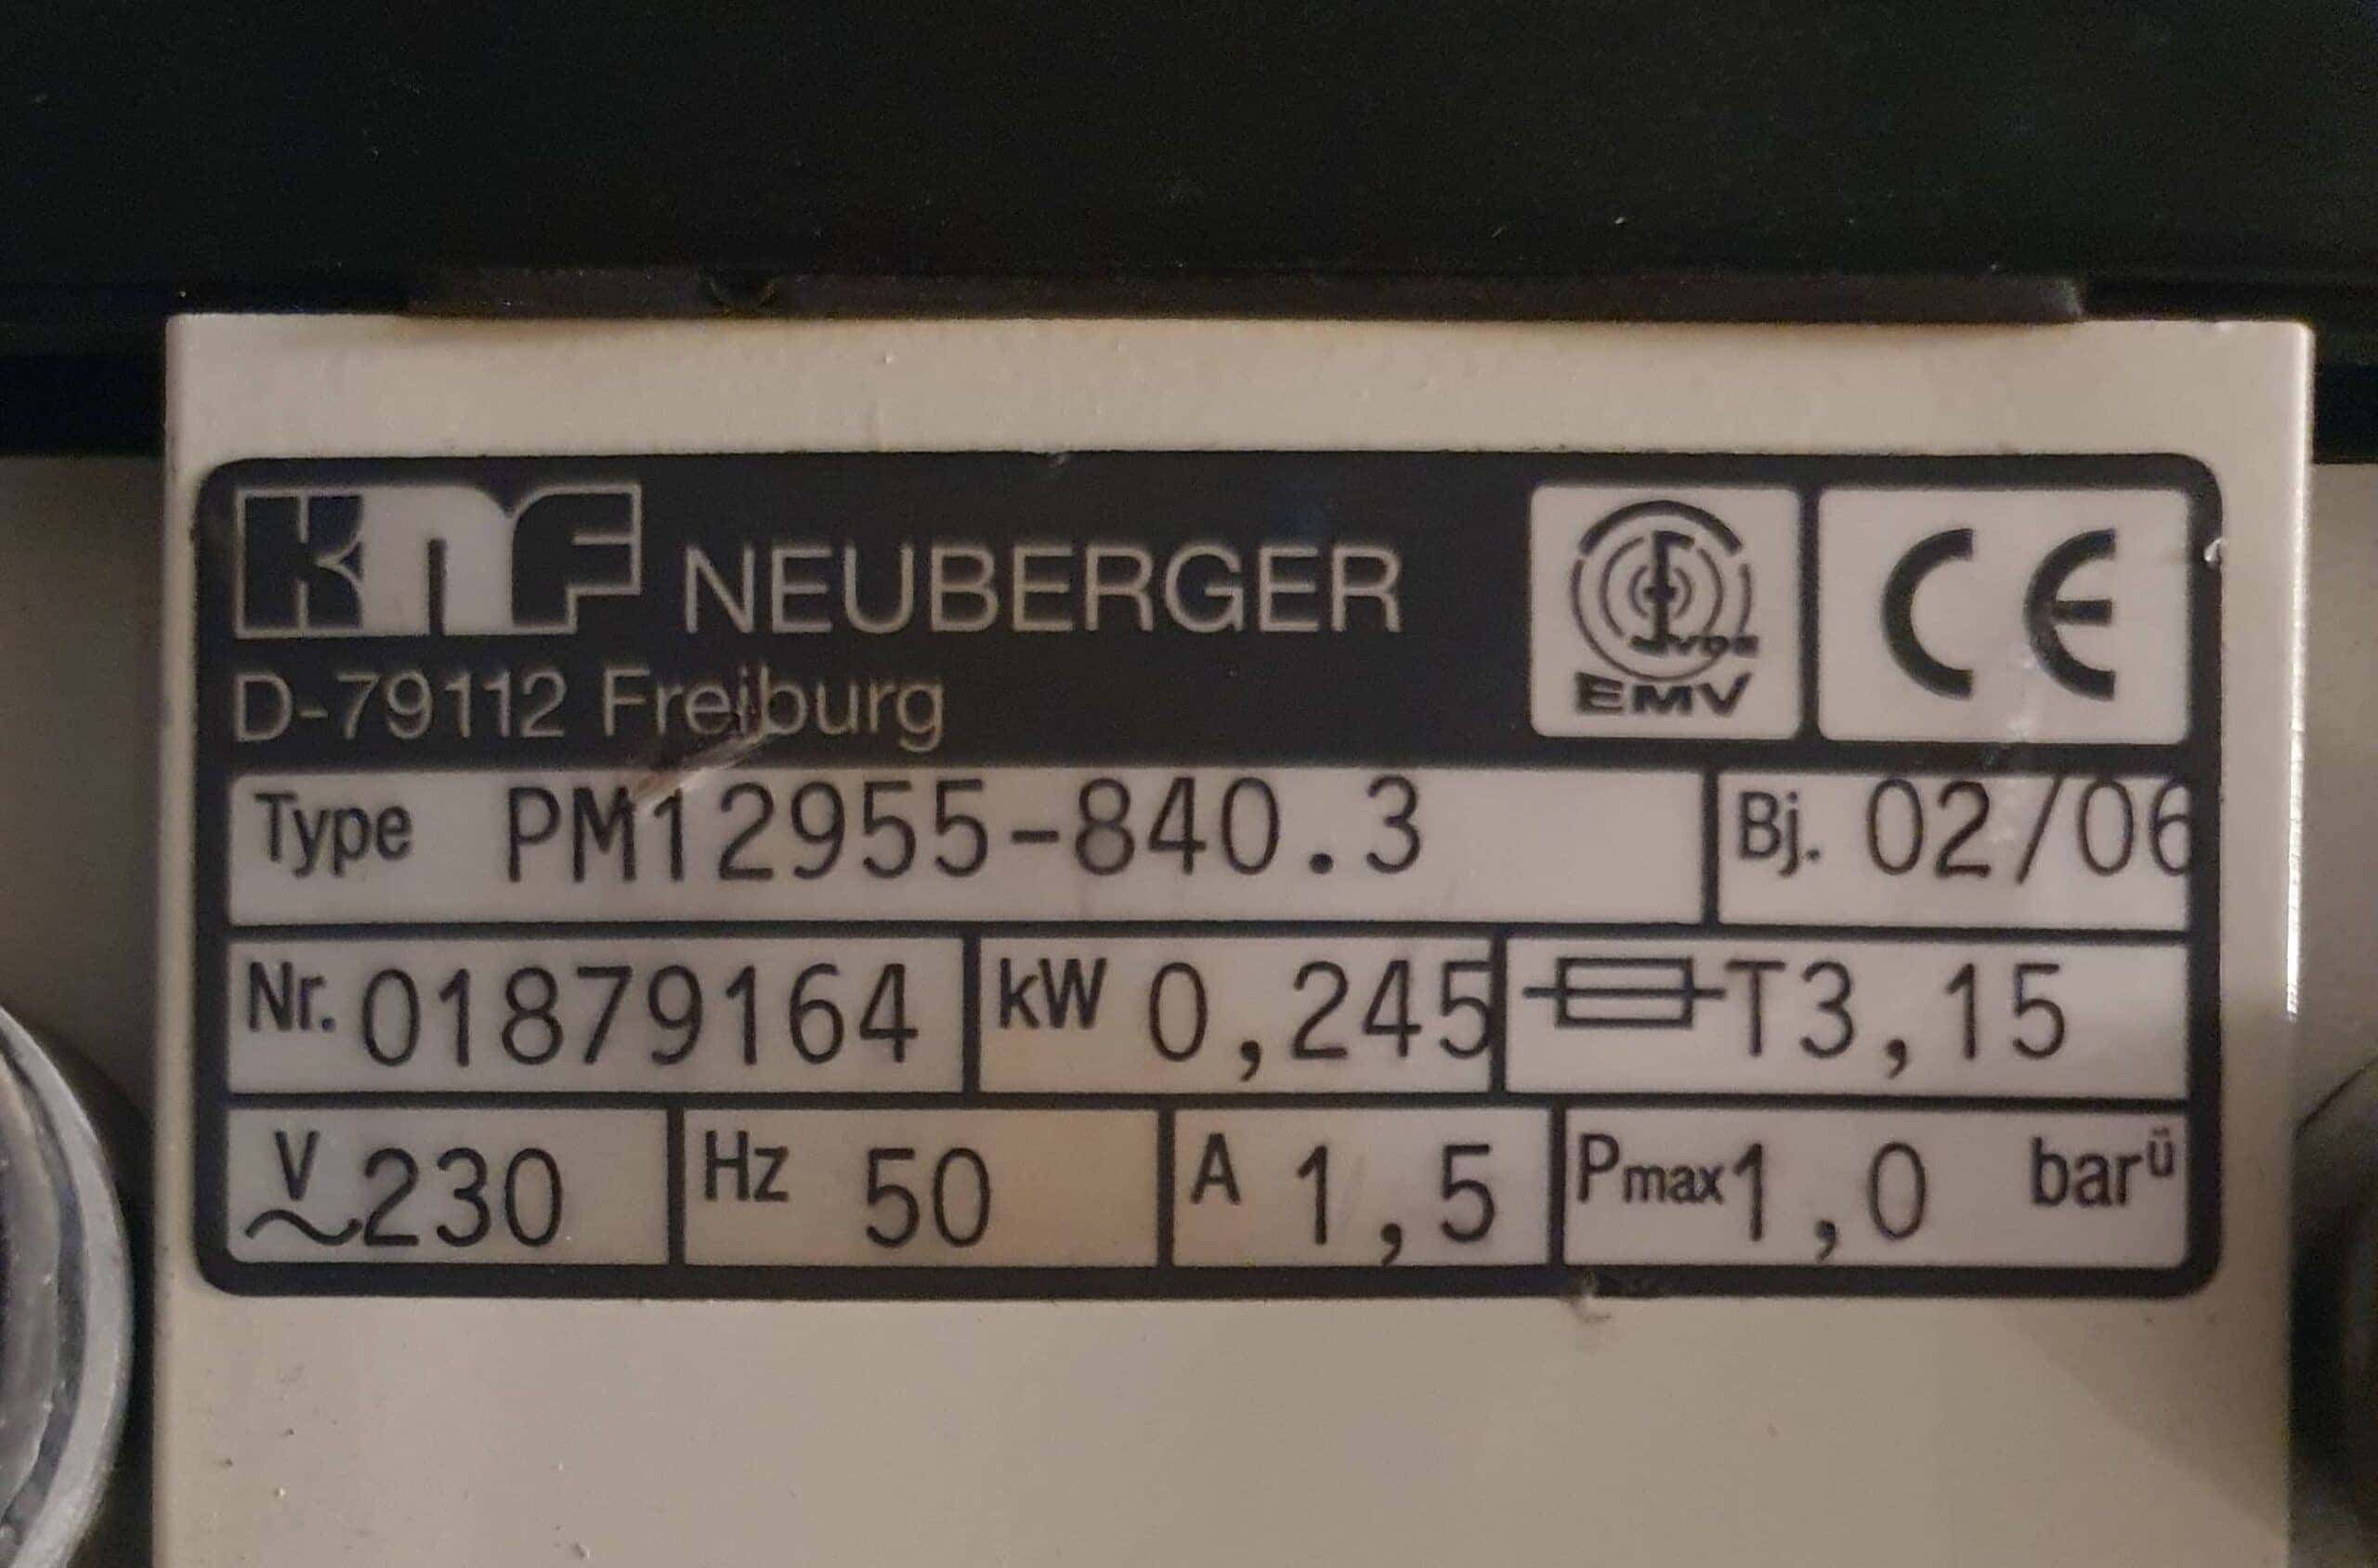 KNF NEUBERGER
D-79112 Freiburg
VDE
EMV
CE
Type PM12955-840.3
Bj. 02/06
Nr. 01879164
kW 0,245
T3,15
V~ 230
Hz 50
A 1,5
Pmax 1,0 barü